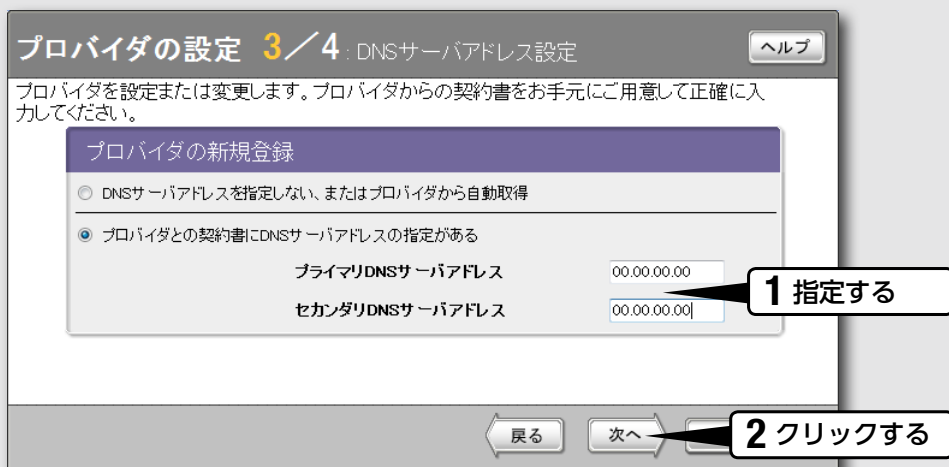 プロバイダの設定 3／4 : DNSサーバアドレス設定
ヘルプ
プロバイダを設定または変更します。プロバイダからの契約書をお手元にご用意して正確に入
力してください。
プロバイダの新規登録
DNSサーバアドレスを指定しない、またはプロバイダから自動取得
プロバイダとの契約書にDNSサーバアドレスの指定がある
プライマリDNSサーバアドレス 00.00.00.00
1 指定する
セカンダリDNSサーバアドレス 00.00.00.00
戻る 次へ
2 クリックする